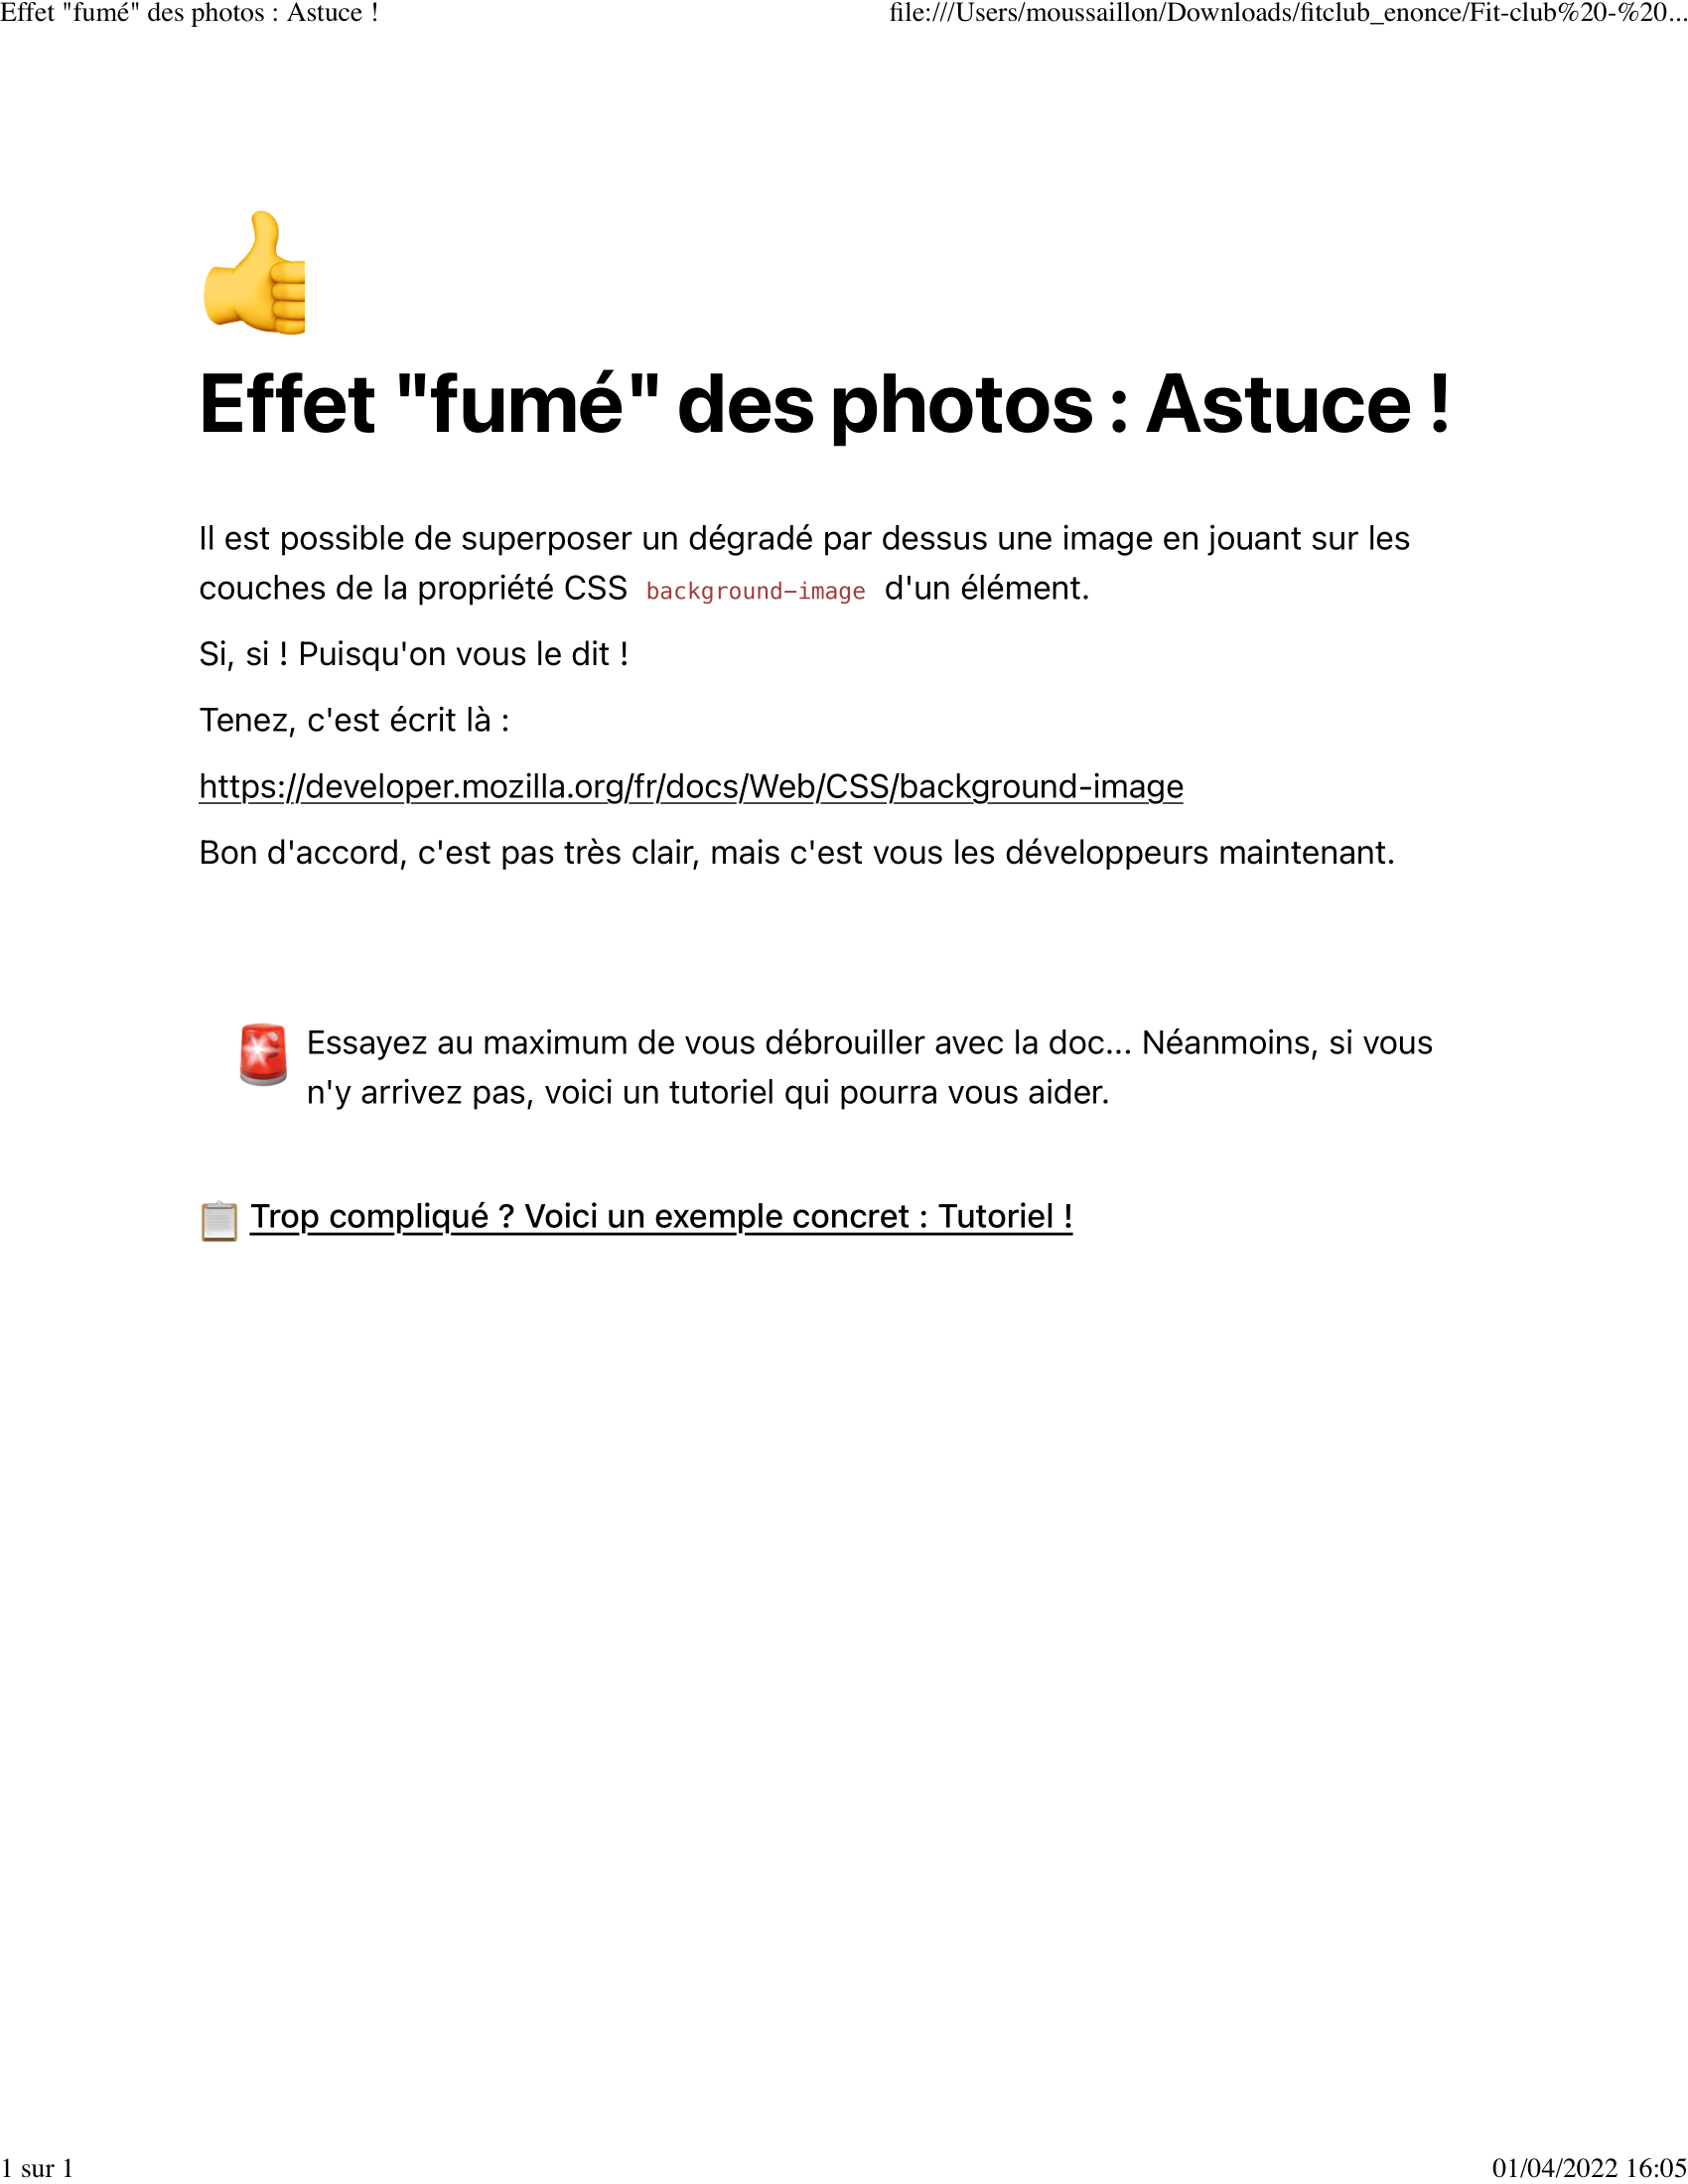 Effet "fumé" des photos : Astuce !
file:///Users/moussaillon/Downloads/fitclub_enonce/Fit-club%20-%20...
Effet "fumé" des photos : Astuce !
Il est possible de superposer un dégradé par dessus une image en jouant sur les
couches de la propriété CSS background-image d'un élément.
Si, si ! Puisqu'on vous le dit !
Tenez, c'est écrit là :
https://developer.mozilla.org/fr/docs/Web/CSS/background-image
Bon d'accord, c'est pas très clair, mais c'est vous les développeurs maintenant.
Essayez au maximum de vous débrouiller avec la doc... Néanmoins, si vous
n'y arrivez pas, voici un tutoriel qui pourra vous aider.
Trop compliqué ? Voici un exemple concret : Tutoriel !
1 sur 1
01/04/2022 16:05